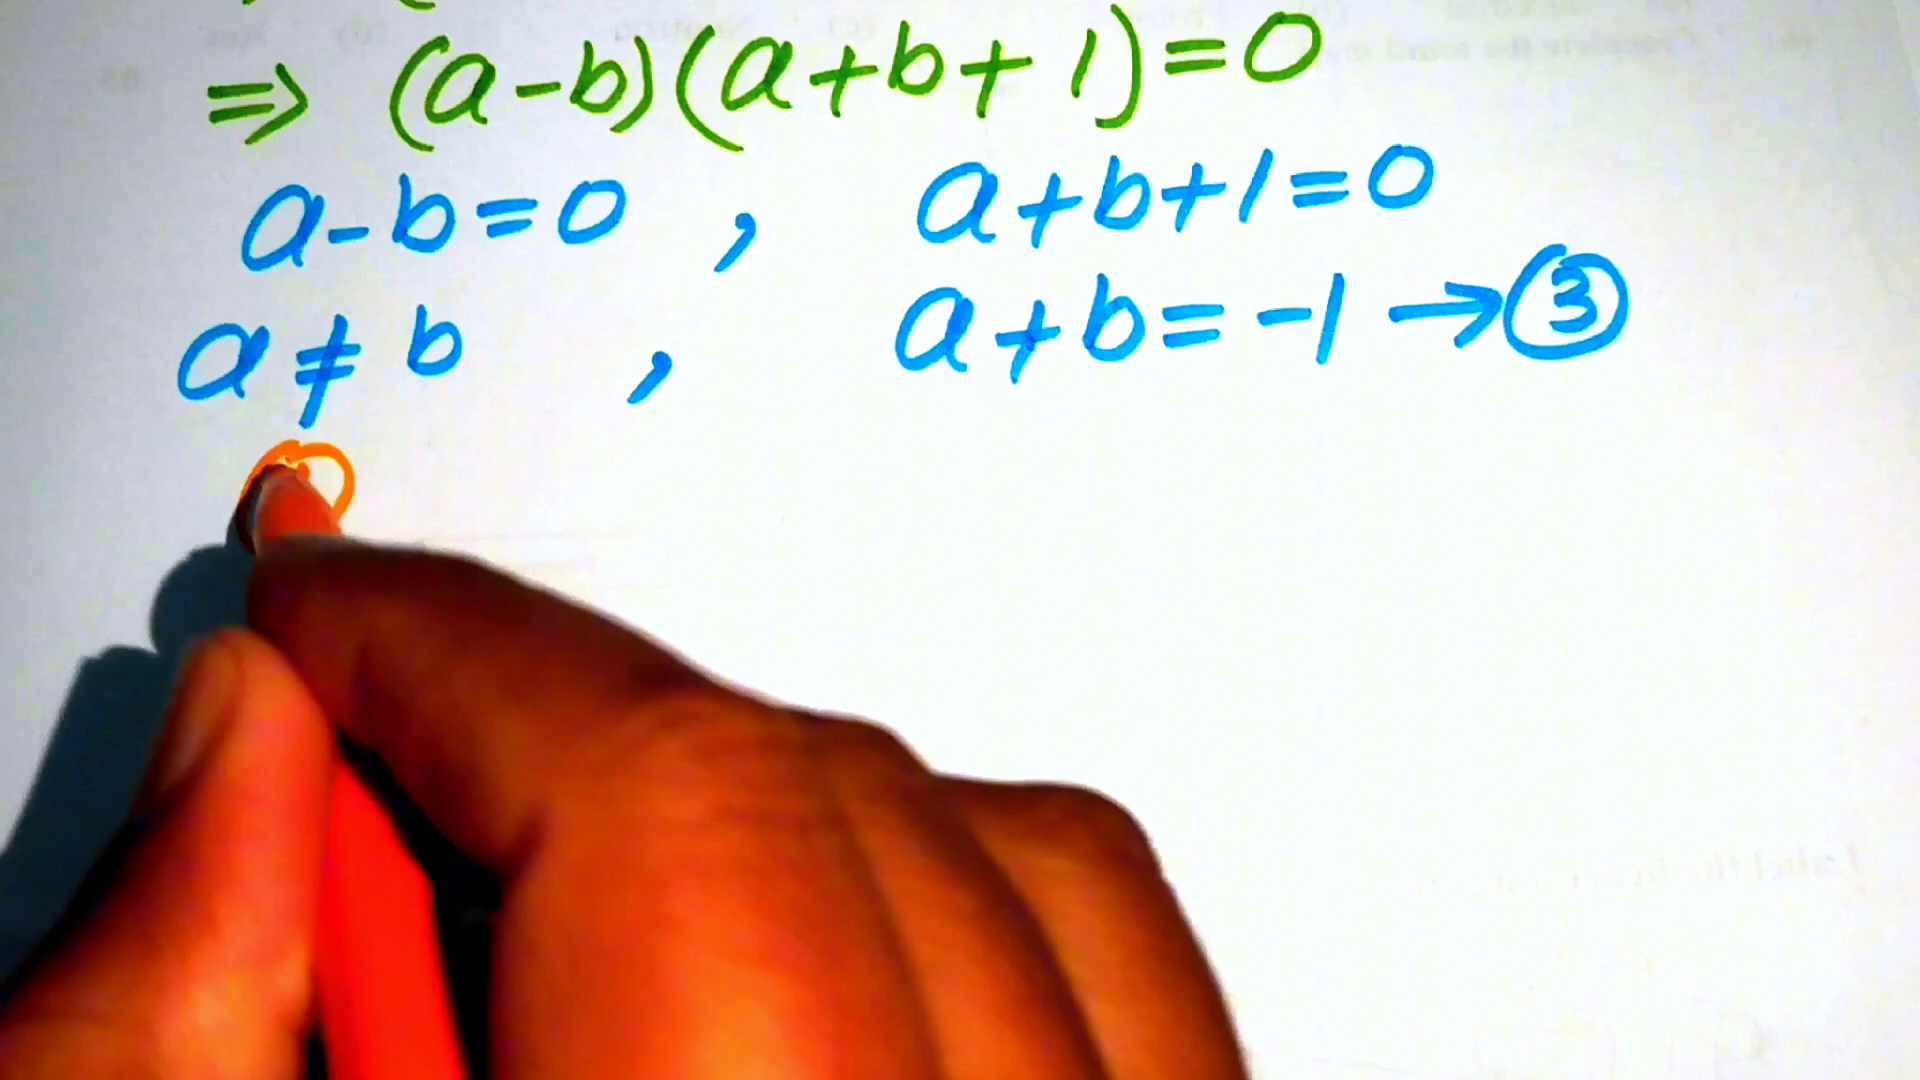 ⇒ (a-b)(a+b+1)=0
a-b=0 , a+b+1=0
a≠b , a+b=-1→③